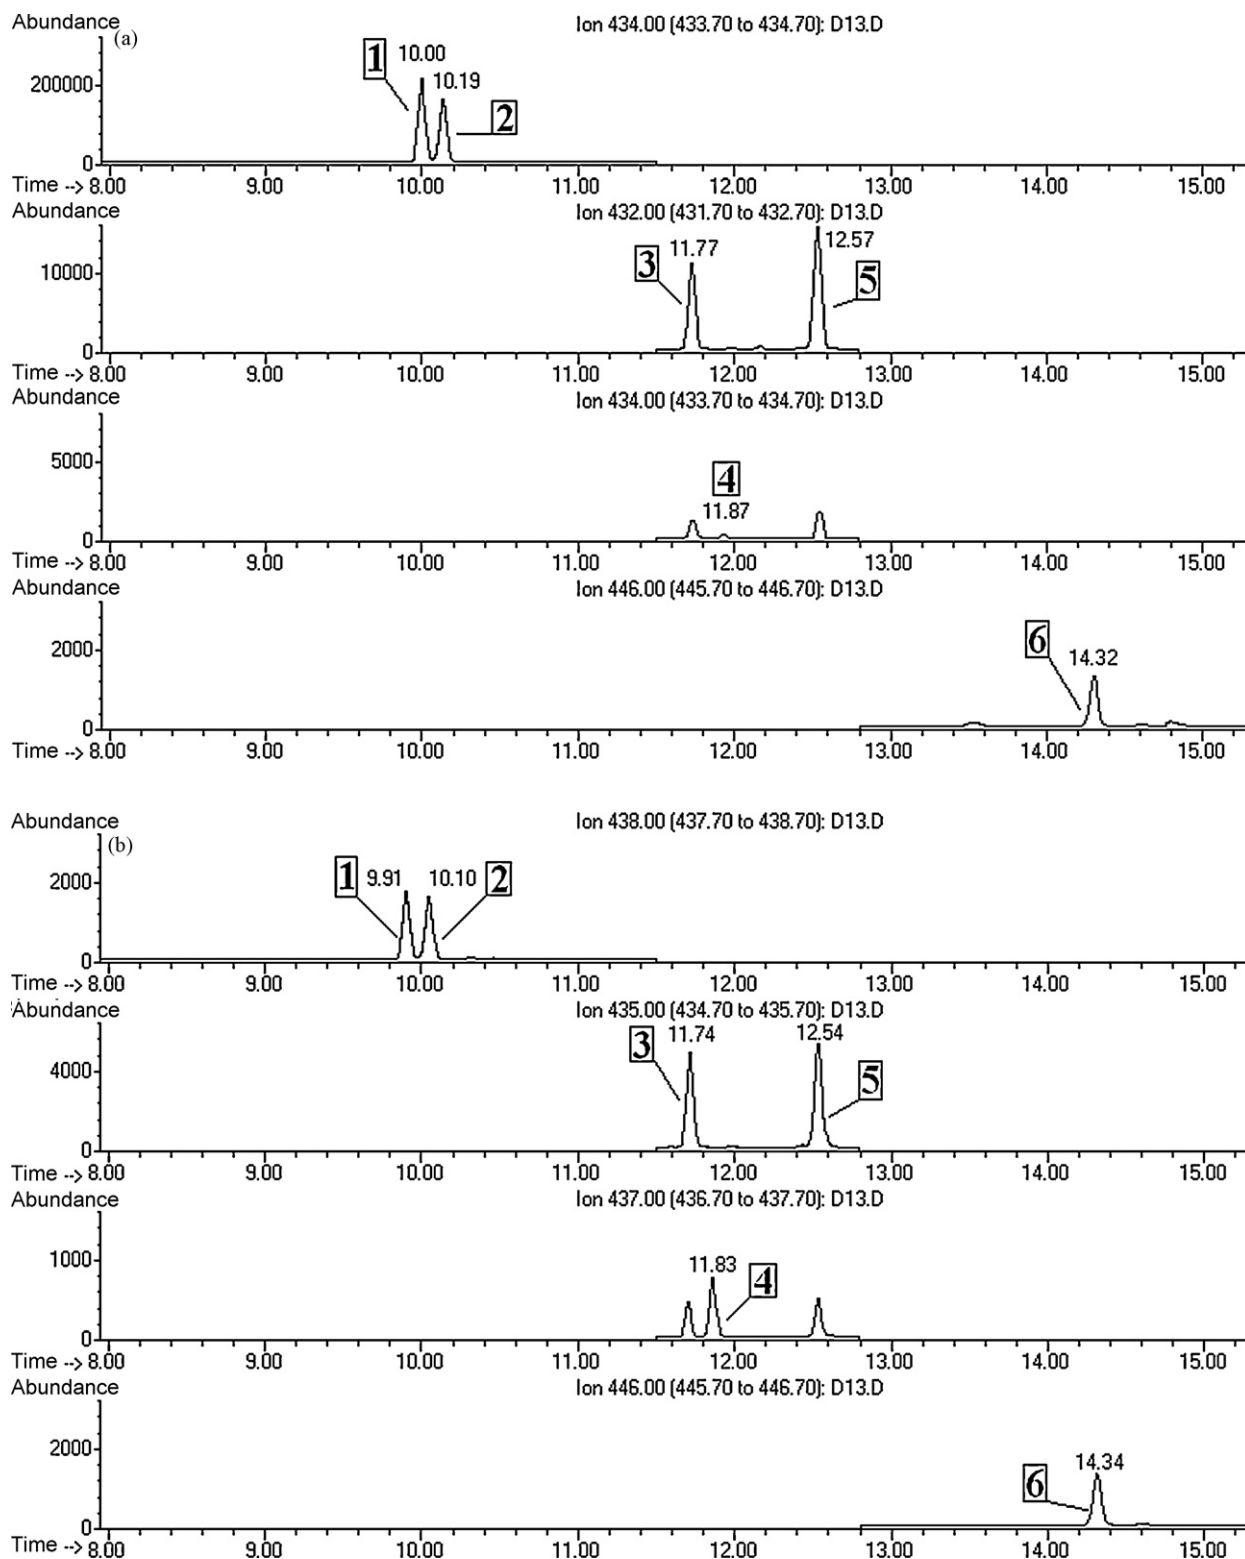 Abundance Ion 434.00 (433.70 to 434.70): D13.D
(a)
1 10.00
10.19
200000
2
0
Time --> 8.00 9.00 10.00 11.00 12.00 13.00 14.00 15.00
Abundance Ion 432.00 (431.70 to 432.70): D13.D
3 11.77 12.57
10000 5
0
Time --> 8.00 9.00 10.00 11.00 12.00 13.00 14.00 15.00
Abundance Ion 434.00 (433.70 to 434.70): D13.D
5000
4
11.87
0
Time --> 8.00 9.00 10.00 11.00 12.00 13.00 14.00 15.00
Abundance Ion 446.00 (445.70 to 446.70): D13.D
6
2000 14.32
0
Time --> 8.00 9.00 10.00 11.00 12.00 13.00 14.00 15.00
Abundance Ion 438.00 (437.70 to 438.70): D13.D
(b)
2000 1 9.91 10.10 2
0
Time --> 8.00 9.00 10.00 11.00 12.00 13.00 14.00 15.00
Abundance Ion 435.00 (434.70 to 435.70): D13.D
3 11.74 12.54
4000 5
0
Time --> 8.00 9.00 10.00 11.00 12.00 13.00 14.00 15.00
Abundance Ion 437.00 (436.70 to 437.70): D13.D
1000 11.83 4
0
Time --> 8.00 9.00 10.00 11.00 12.00 13.00 14.00 15.00
Abundance Ion 446.00 (445.70 to 446.70): D13.D
2000 14.34
6
0
Time --> 8.00 9.00 10.00 11.00 12.00 13.00 14.00 15.00